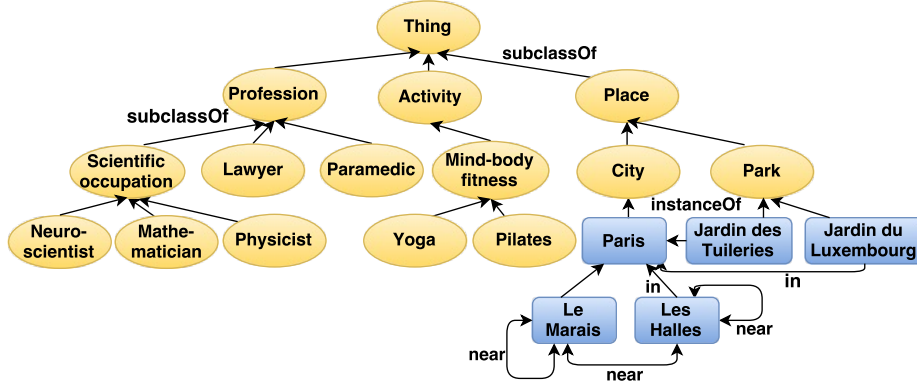 Thing
subclassOf
Profession
Activity
Place
subclassOf
Scientific
occupation
Lawyer
Paramedic
Mind-body
fitness
City
Park
instanceOf
Neuro-
scientist
Mathe-
matician
Physicist
Yoga
Pilates
Paris
Jardin des
Tuileries
Jardin du
Luxembourg
in
in
Le
Marais
Les
Halles
near
near
near